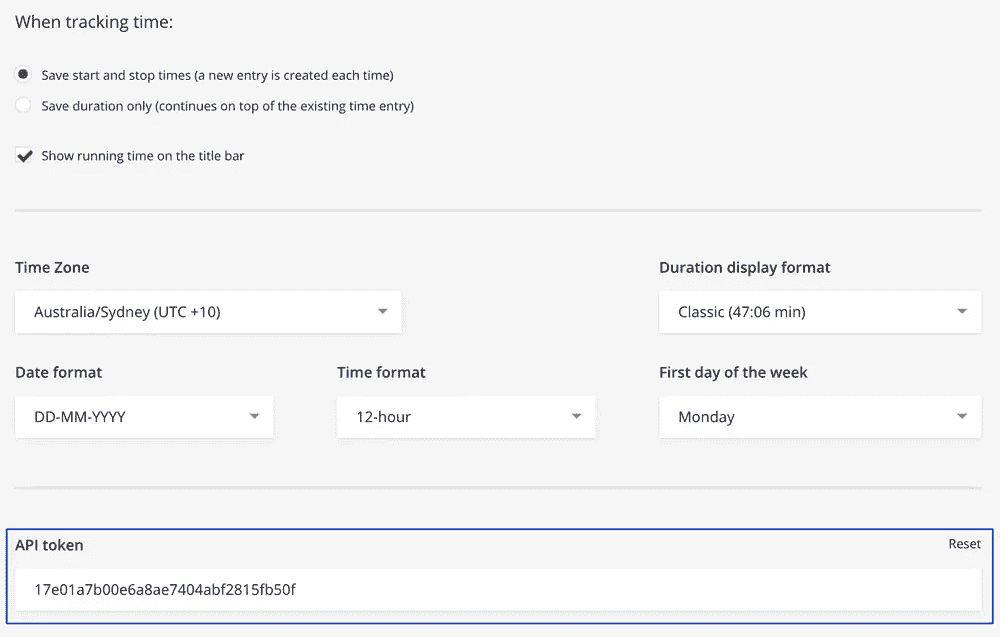 When tracking time:
Save start and stop times (a new entry is created each time)
Save duration only (continues on top of the existing time entry)
Show running time on the title bar
Time Zone
Duration display format
Australia/Sydney (UTC +10)
Classic (47:06 min)
Date format
Time format
First day of the week
DD-MM-YYYY
12-hour
Monday
API token
Reset
17e01a7b00e6a8ae7404abf2815fb50f